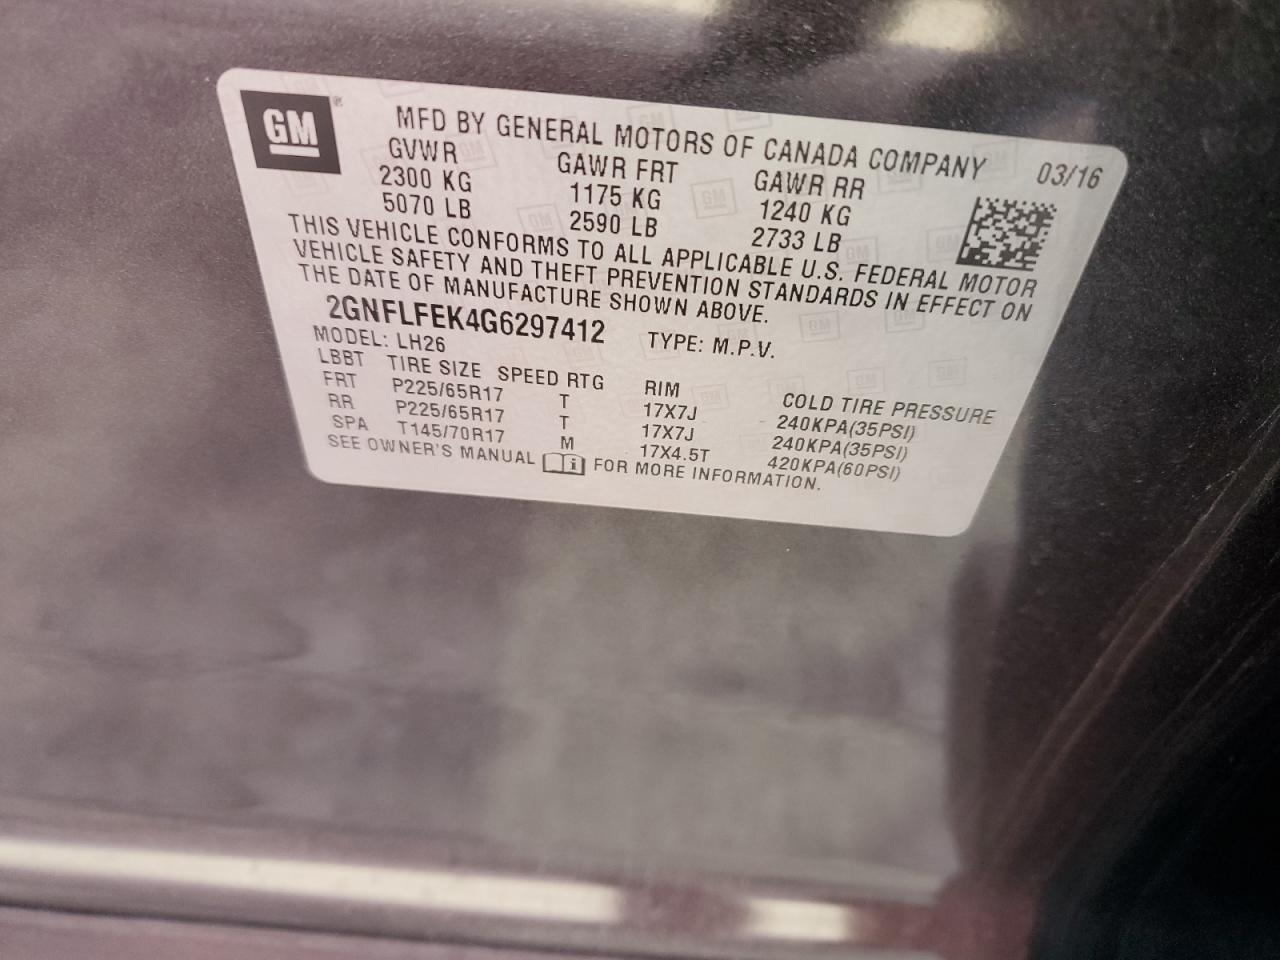 GM
MFD BY GENERAL MOTORS OF CANADA COMPANY 03/16
GVWR GAWR FRT GAWR RR
2300 KG 1175 KG 1240 KG
5070 LB 2590 LB 2733 LB
THIS VEHICLE CONFORMS TO ALL APPLICABLE U.S. FEDERAL MOTOR
VEHICLE SAFETY AND THEFT PREVENTION STANDARDS IN EFFECT ON
THE DATE OF MANUFACTURE SHOWN ABOVE.
2GNFLFEK4G6297412 TYPE: M.P.V.
MODEL: LH26
LBBT TIRE SIZE SPEED RTG RIM COLD TIRE PRESSURE
FRT P225/65R17 T 17X7J 240KPA(35PSI)
RR P225/65R17 T 17X7J 240KPA(35PSI)
SPA T145/70R17 M 17X4.5T 420KPA(60PSI)
SEE OWNER'S MANUAL FOR MORE INFORMATION.